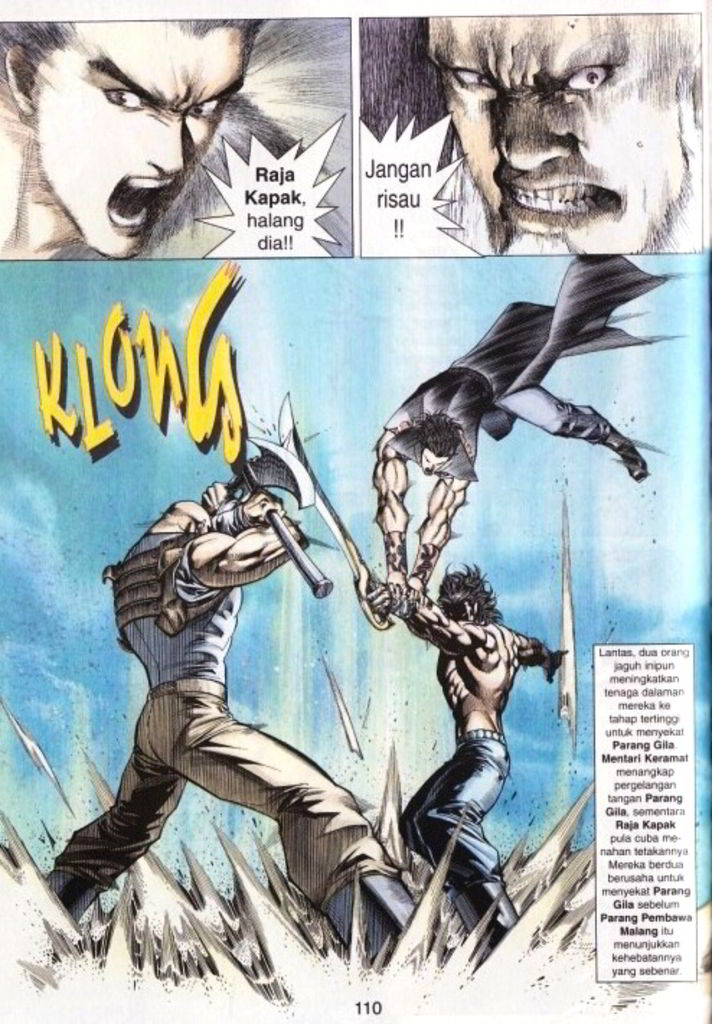 Raja
Kapak,
halang
dia!!
Jangan
risau
!!
KLONG
Lantas, dua orang
jaguh inipun
meningkatkan
tenaga dalaman
mereka ke
tahap tertinggi
untuk menyekat
Parang Gila.
Mentari Keramat
menangkap
pergelangan
tangan Parang
Gila, sementara
Raja Kapak
pula cuba me-
nahan tetakannya
Mereka berdua
berusaha untuk
menyekat Parang
Gila sebelum
Parang Pembawa
Malang itu
menunjukkan
kehebatannya
yang sebenar.
110